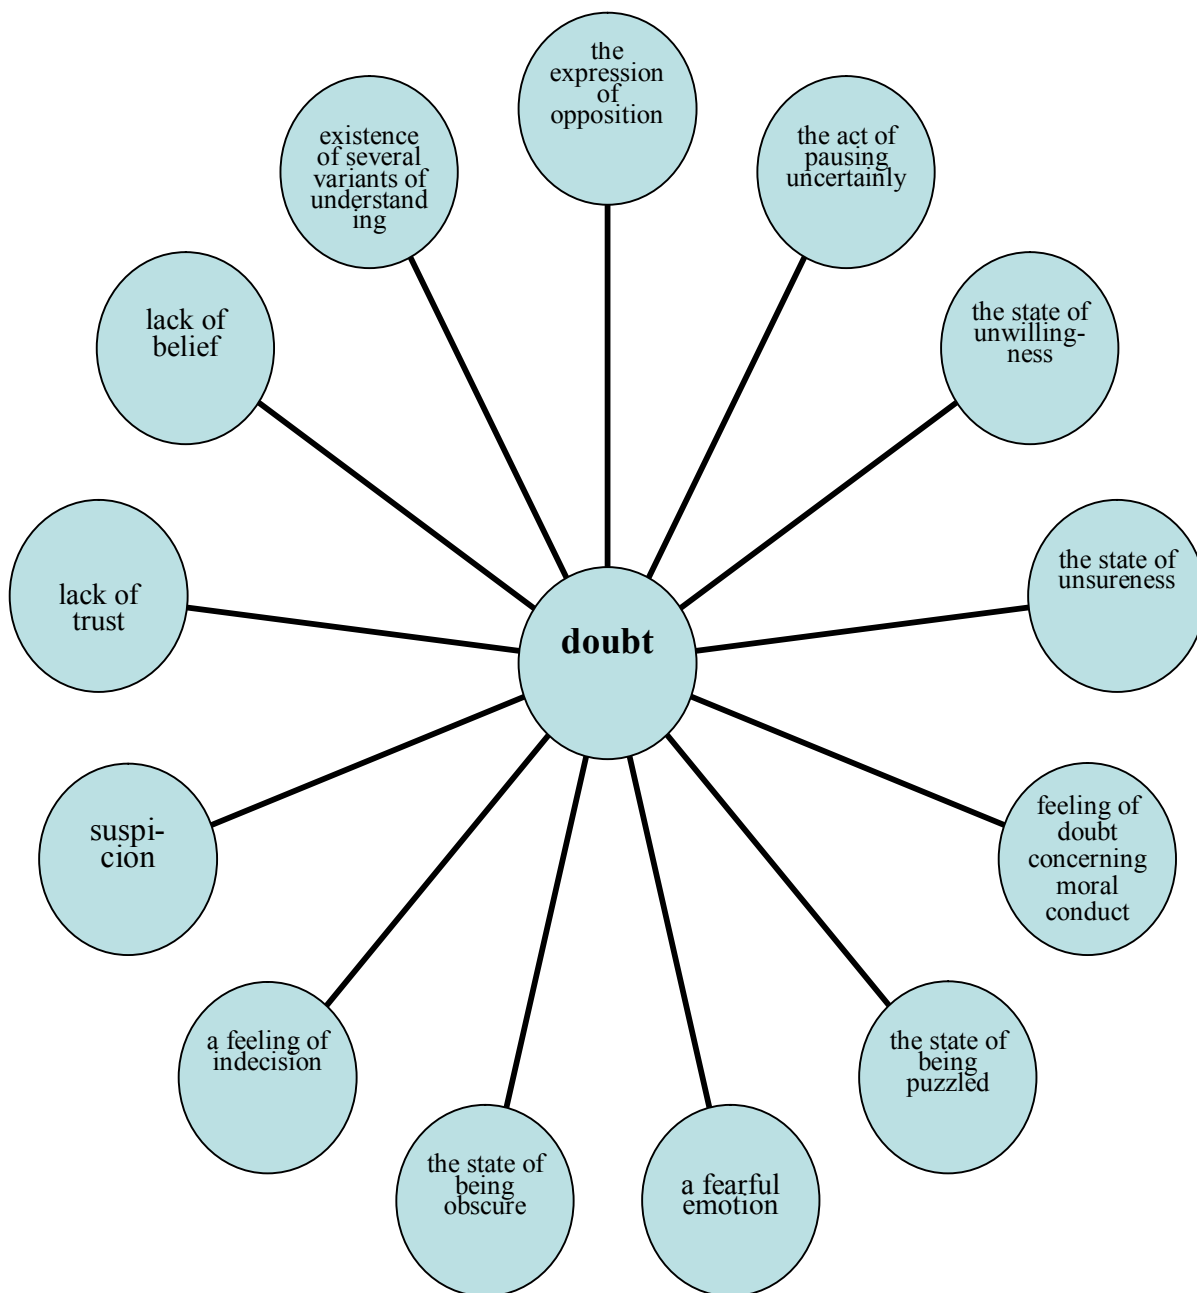 the
expression
of
opposition
the act of
pausing
uncertainly
the state of
unwilling-
ness
the state of
unsureness
feeling of
doubt
concerning
moral
conduct
the state of
being
puzzled
a fearful
emotion
the state of
being
obscure
a feeling of
indecision
suspi-
cion
lack of
trust
lack of
belief
existence
of several
variants of
understand
ing
doubt